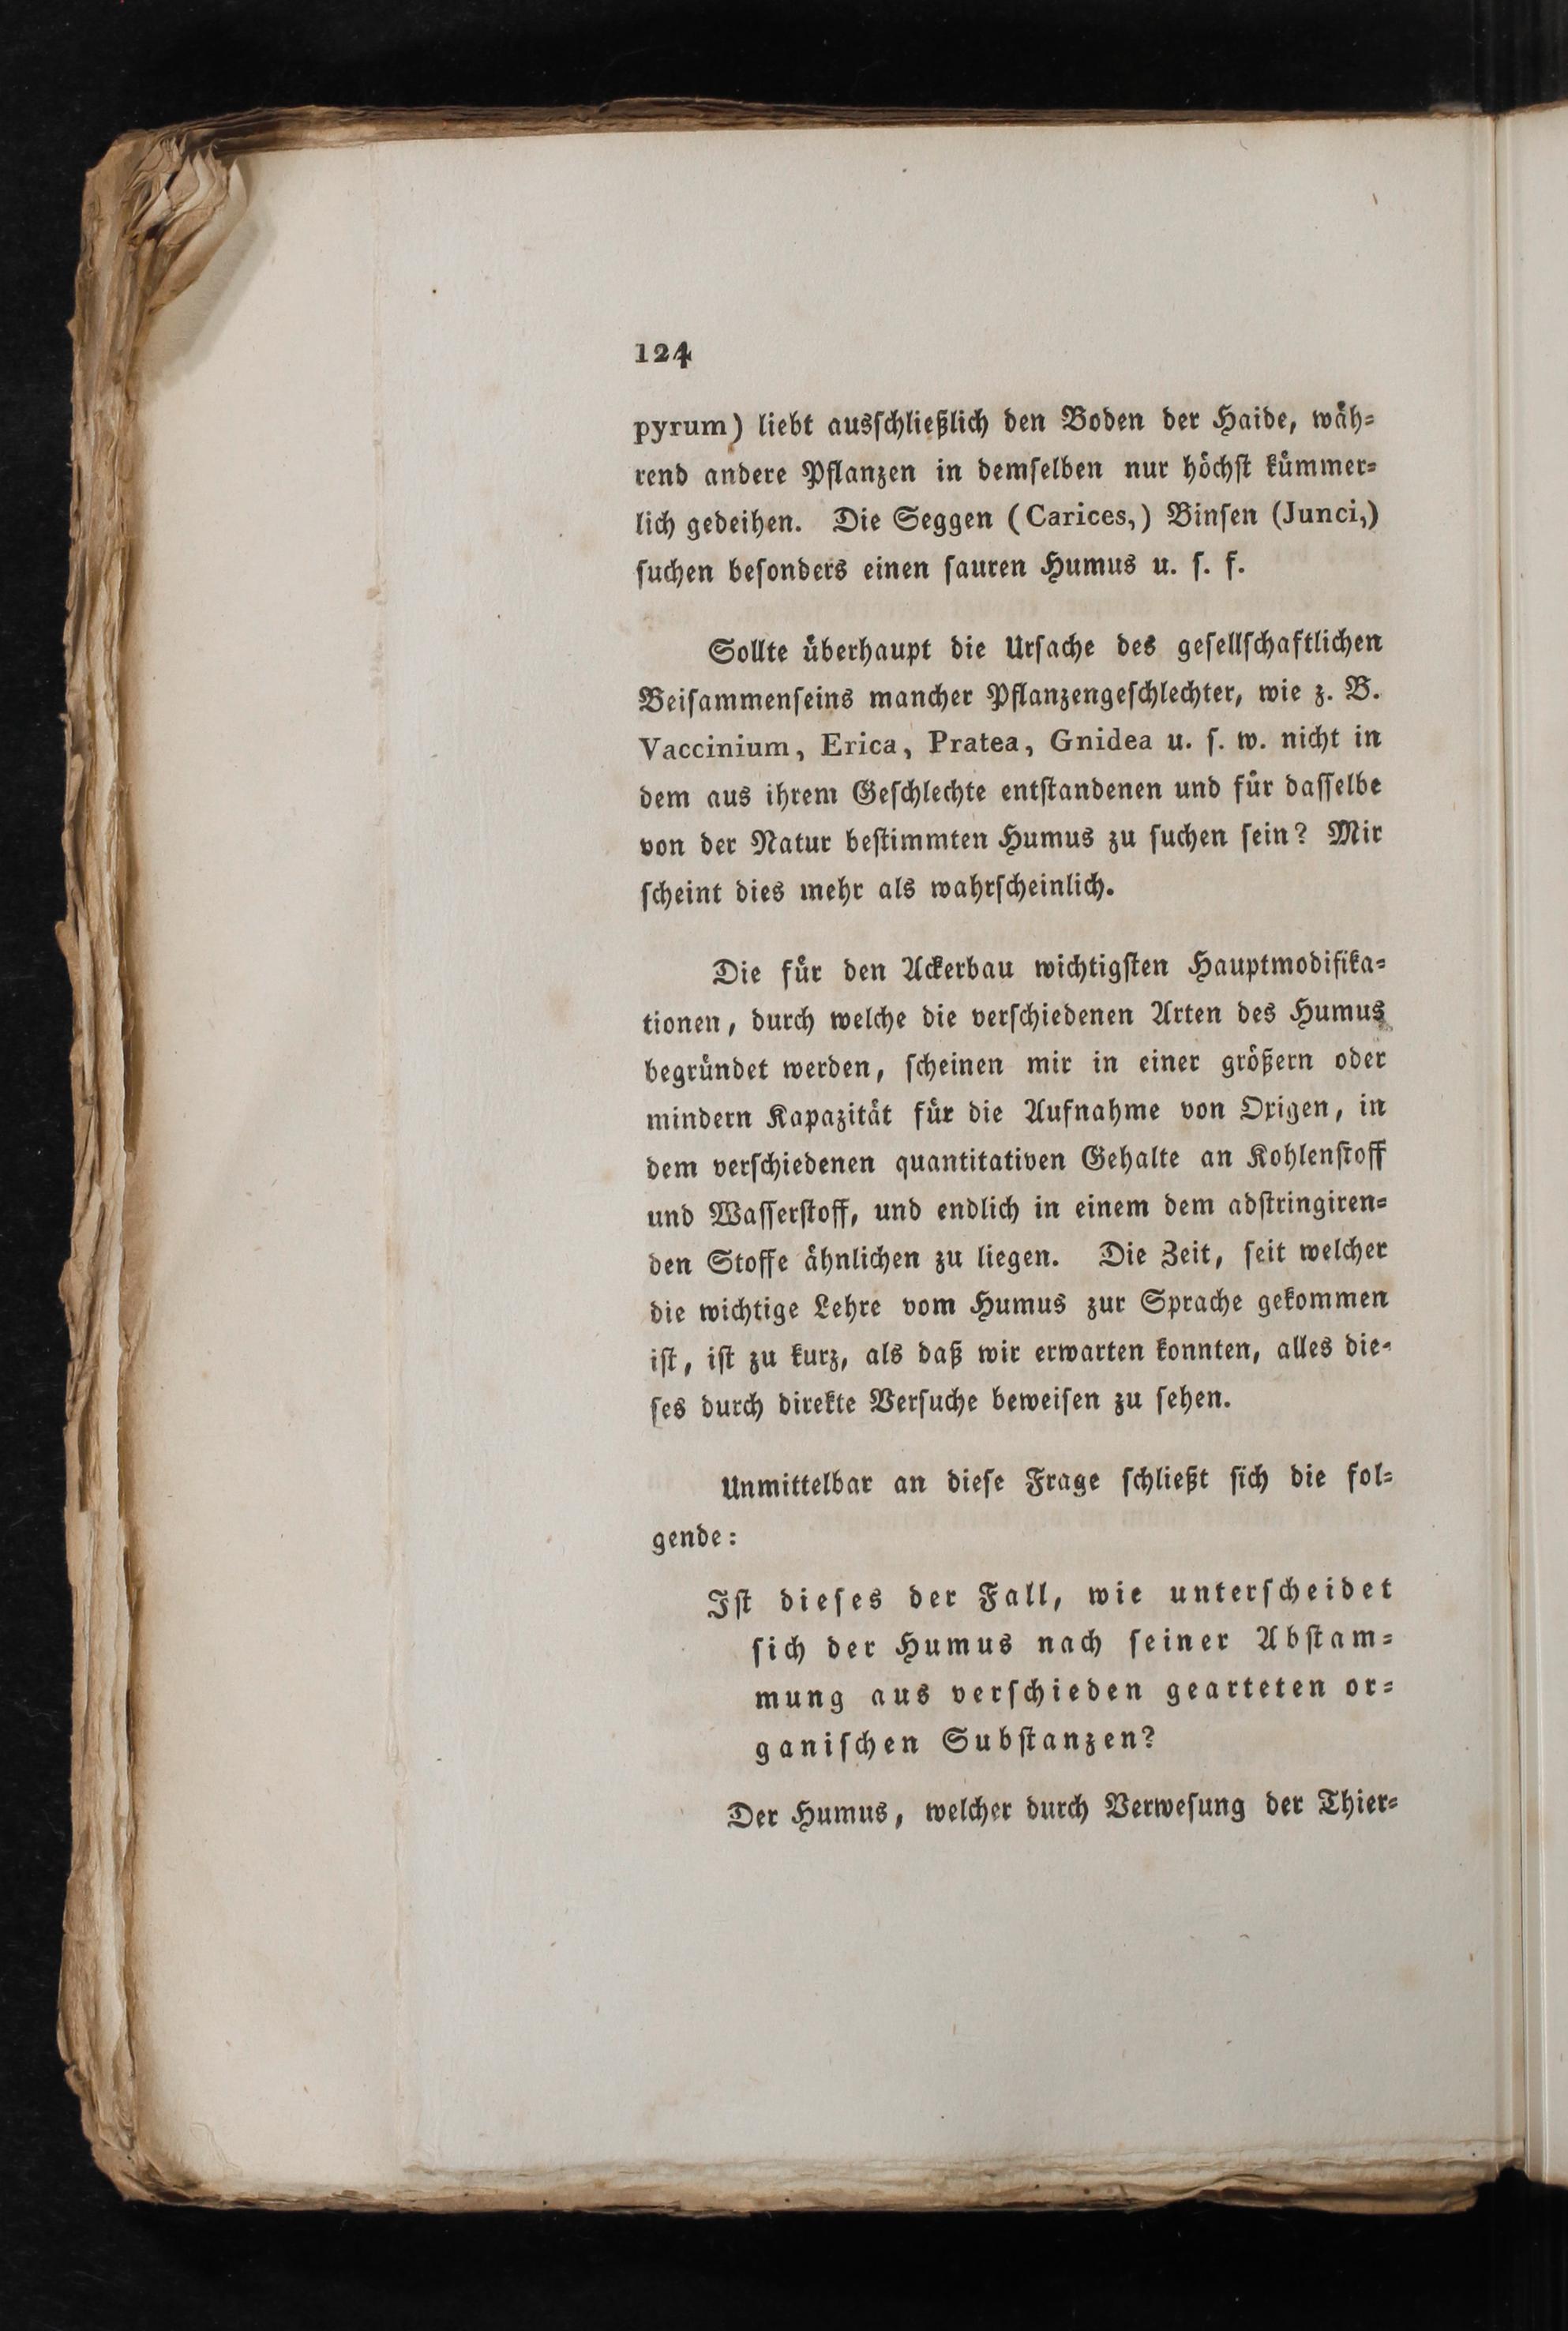 124
pyrum) liebt ausſchließlich den Boden der Haide, wäh-
rend andere Pflanzen in demſelben nur höchſt kümmer-
lich gedeihen. Die Seggen (Carices,) Binſen (Junci,)
ſuchen beſonders einen ſauren Humus u. ſ. f.
Sollte überhaupt die Urſache des geſellſchaftlichen
Beiſammenſeins mancher Pflanzengeſchlechter, wie z. B.
Vaccinium, Erica, Pratea, Gnidea u. ſ. w. nicht in
dem aus ihrem Geſchlechte entſtandenen und für daſſelbe
von der Natur beſtimmten Humus zu ſuchen ſein? Mir
ſcheint dies mehr als wahrſcheinlich.
Die für den Ackerbau wichtigſten Hauptmodifika-
tionen, durch welche die verſchiedenen Arten des Humus
begründet werden, ſcheinen mir in einer größern oder
mindern Kapazität für die Aufnahme von Oxigen, in
dem verſchiedenen quantitativen Gehalte an Kohlenſtoff
und Waſſerſtoff, und endlich in einem dem adſtringiren-
den Stoffe ähnlichen zu liegen. Die Zeit, ſeit welcher
die wichtige Lehre vom Humus zur Sprache gekommen
iſt, iſt zu kurz, als daß wir erwarten konnten, alles die-
ſes durch direkte Verſuche beweiſen zu ſehen.
Unmittelbar an dieſe Frage ſchließt ſich die fol-
gende:
Iſt dieſes der Fall, wie unterſcheidet
ſich der Humus nach ſeiner Abſtam-
mung aus verſchieden gearteten or-
ganiſchen Subſtanzen?
Der Humus, welcher durch Verweſung der Thier-